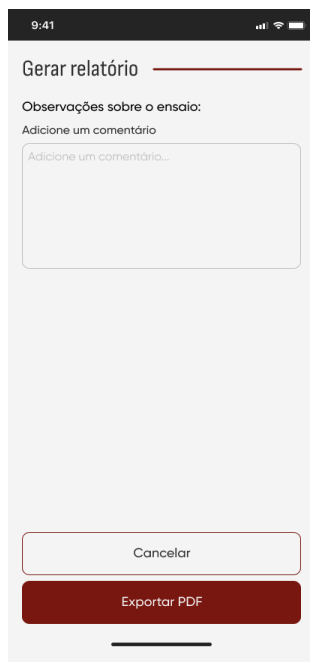 9:41
Gerar relatório
Observações sobre o ensaio:
Adicione um comentário
Adicione um comentário...
Cancelar
Exportar PDF